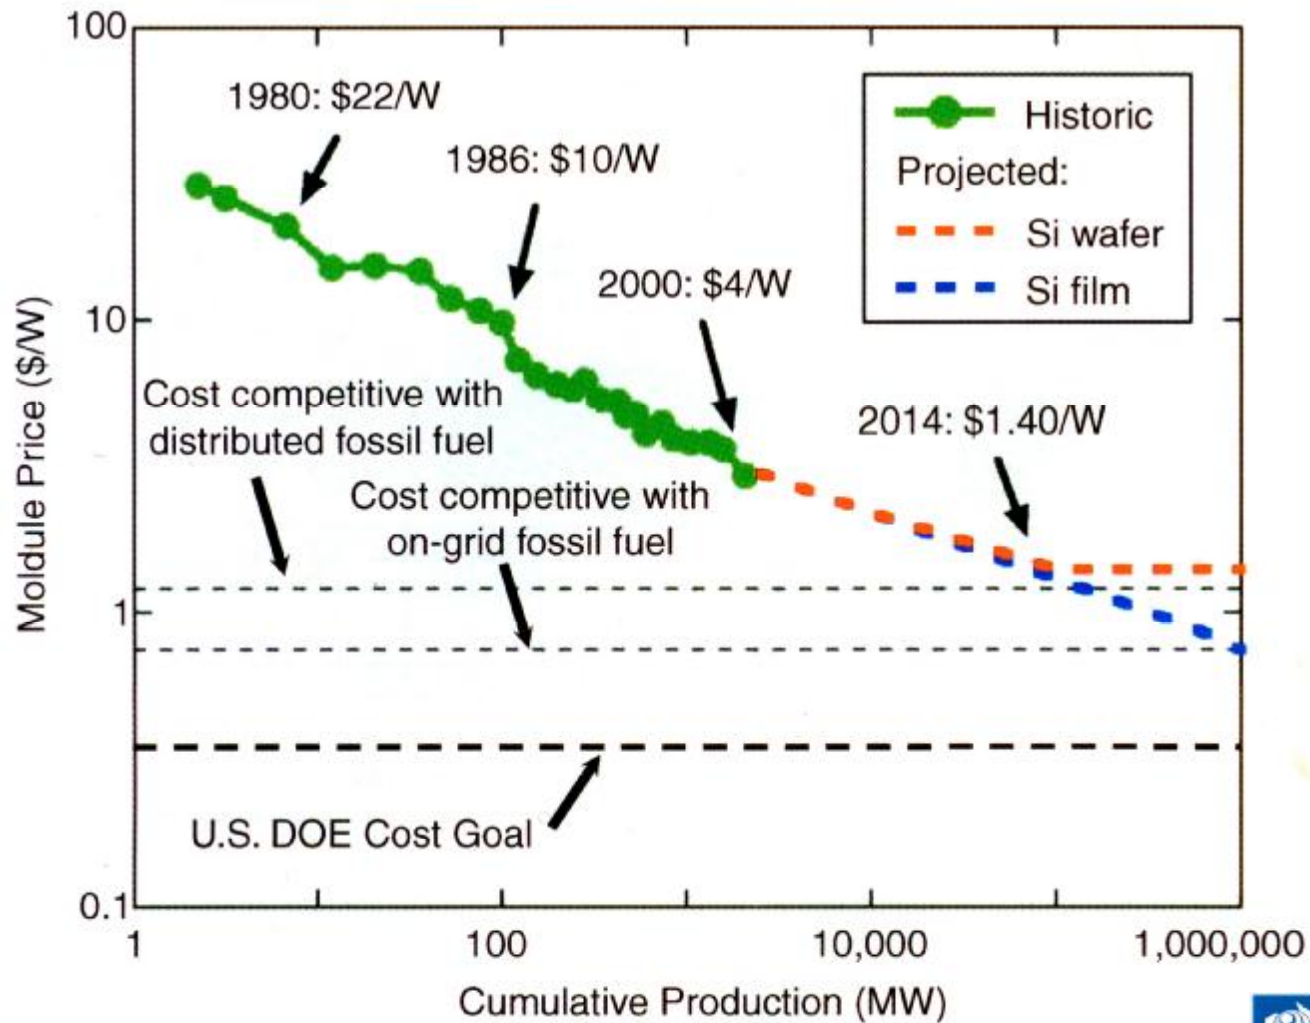 100
1980: $22/W
1986: $10/W
2000: $4/W
Historic
Projected:
Si wafer
Si film
10
Moldule Price ($/W)
Cost competitive with
distributed fossil fuel
Cost competitive with
on-grid fossil fuel
2014: $1.40/W
1
U.S. DOE Cost Goal
0.1
1
100
10,000
1,000,000
Cumulative Production (MW)